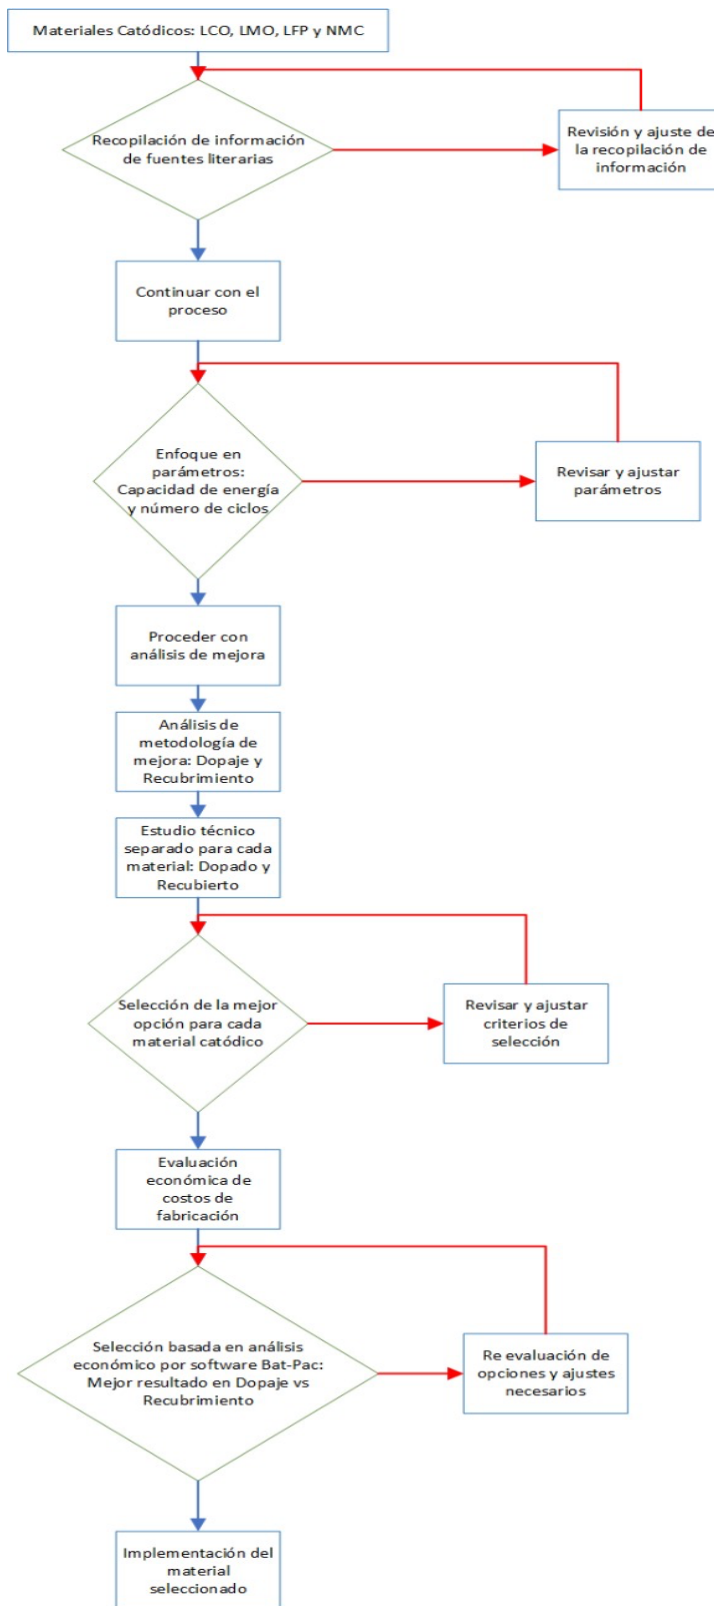 Materiales Catódicos: LCO, LMO, LFP y NMC
Recopilación de información
de fuentes literarias
Revisión y ajuste de
la recopilación de
información
Continuar con el
proceso
Enfoque en
parámetros:
Capacidad de energía
y número de ciclos
Revisar y ajustar
parámetros
Proceder con
análisis de mejora
Análisis de
metodología de
mejora: Dopaje y
Recubrimiento
Estudio técnico
separado para cada
material: Dopado y
Recubierto
Selección de la mejor
opción para cada
material catódico
Revisar y ajustar
criterios de
selección
Evaluación
económica de
costos de
fabricación
Selección basada en análisis
económico por software Bat-Pac:
Mejor resultado en Dopaje vs
Recubrimiento
Re evaluación de
opciones y ajustes
necesarios
Implementación del
material
seleccionado